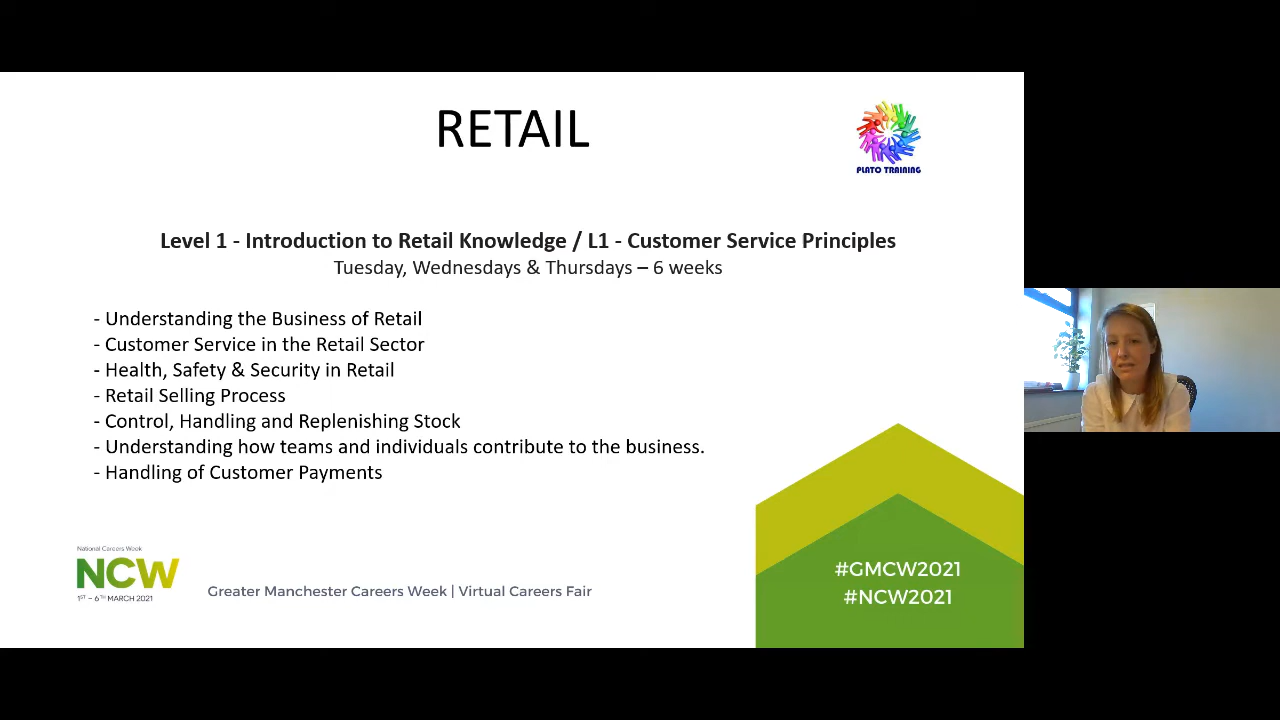 RETAIL
PLATO TRAINING
Level 1 - Introduction to Retail Knowledge / L1 - Customer Service Principles
Tuesday, Wednesdays & Thursdays – 6 weeks
- Understanding the Business of Retail
- Customer Service in the Retail Sector
- Health, Safety & Security in Retail
- Retail Selling Process
- Control, Handling and Replenishing Stock
- Understanding how teams and individuals contribute to the business.
- Handling of Customer Payments
National Careers Week
NCW
1ST – 6TH MARCH 2021
Greater Manchester Careers Week | Virtual Careers Fair
#GMCW2021
#NCW2021